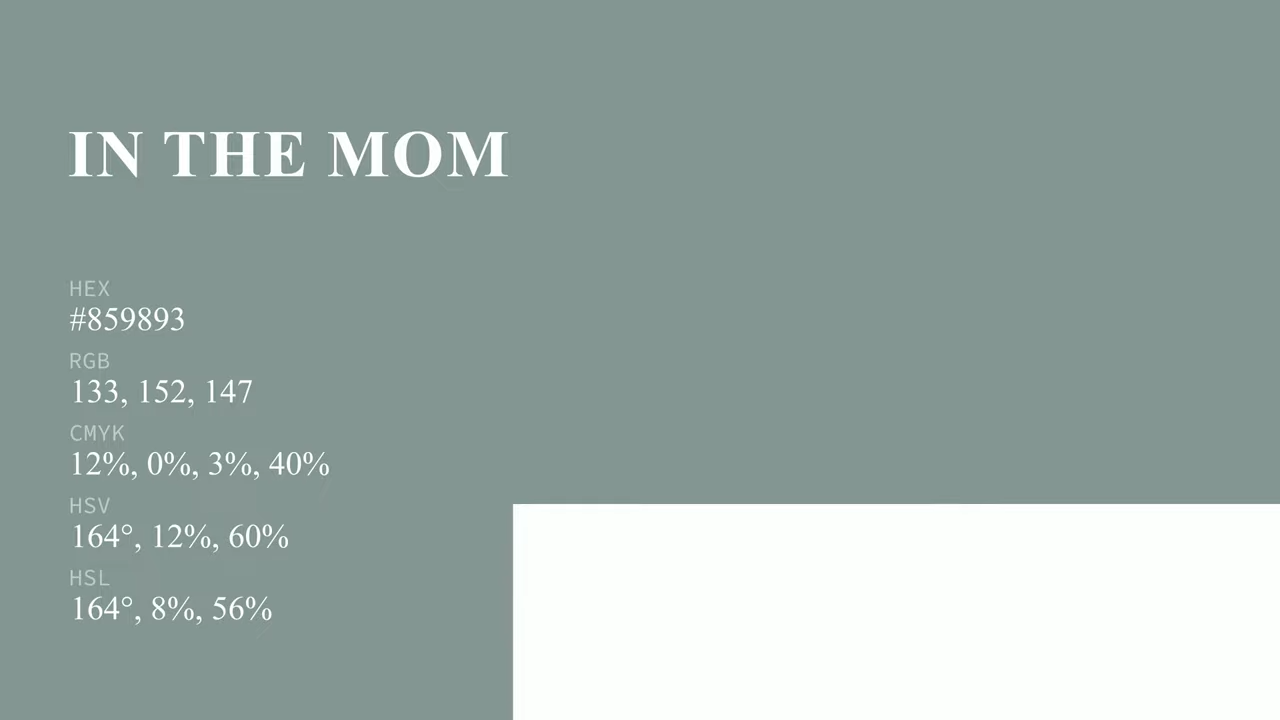 IN THE MOM
HEX
#859893
RGB
133, 152, 147
CMYK
12%, 0%, 3%, 40%
HSV
164°, 12%, 60%
HSL
164°, 8%, 56%